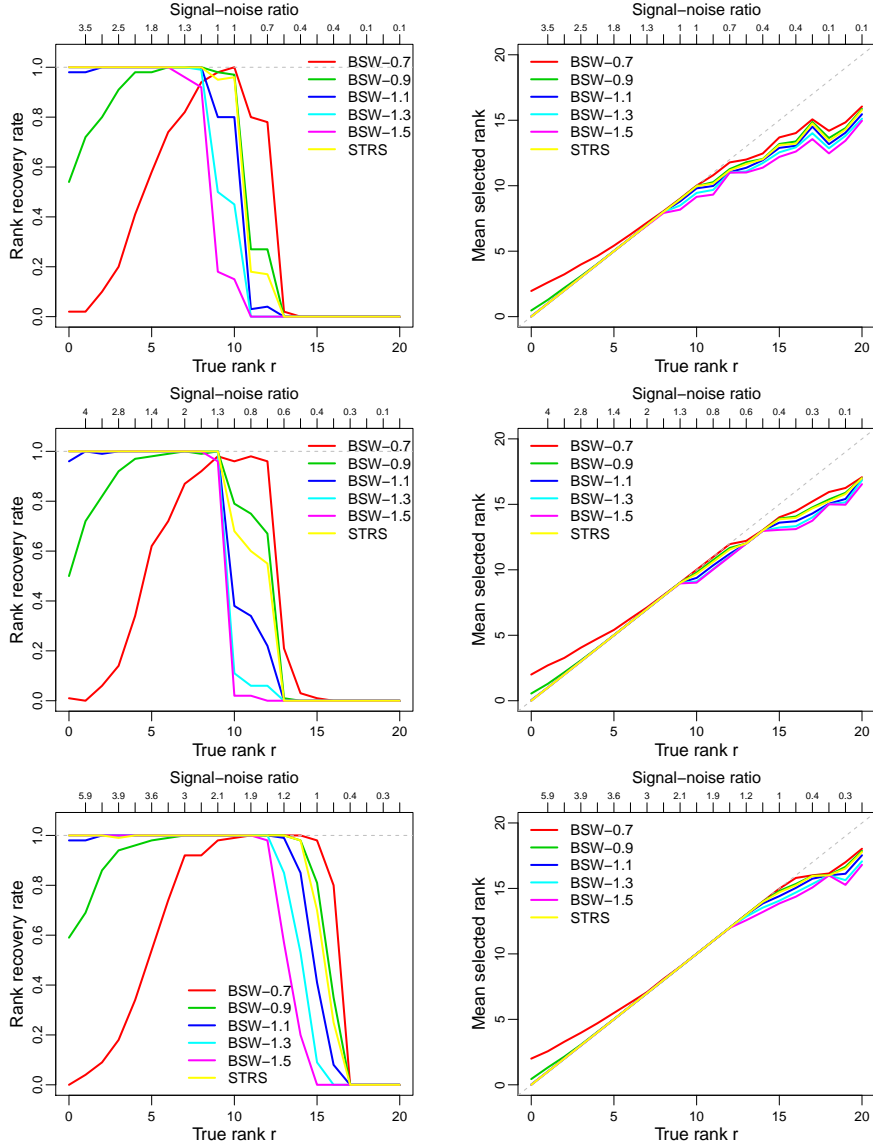 Signal−noise ratio
3.5 2.5 1.8 1.3 1 1 0.7 0.4 0.4 0.1 0.1
Rank recovery rate
0.0 0.2 0.4 0.6 0.8 1.0
BSW−0.7
BSW−0.9
BSW−1.1
BSW−1.3
BSW−1.5
STRS
0 5 10 15 20
True rank r
Signal−noise ratio
3.5 2.5 1.8 1.3 1 1 0.7 0.4 0.4 0.1 0.1
Mean selected rank
0 5 10 15 20
BSW−0.7
BSW−0.9
BSW−1.1
BSW−1.3
BSW−1.5
STRS
0 5 10 15 20
True rank r
Signal−noise ratio
4 2.8 1.4 2 1.3 0.8 0.6 0.4 0.3 0.1
Rank recovery rate
0.0 0.2 0.4 0.6 0.8 1.0
BSW−0.7
BSW−0.9
BSW−1.1
BSW−1.3
BSW−1.5
STRS
0 5 10 15 20
True rank r
Signal−noise ratio
4 2.8 1.4 2 1.3 0.8 0.6 0.4 0.3 0.1
Mean selected rank
0 5 10 15 20
BSW−0.7
BSW−0.9
BSW−1.1
BSW−1.3
BSW−1.5
STRS
0 5 10 15 20
True rank r
Signal−noise ratio
5.9 3.9 3.6 3 2.1 1.9 1.2 1 0.4 0.3
Rank recovery rate
0.0 0.2 0.4 0.6 0.8 1.0
BSW−0.7
BSW−0.9
BSW−1.1
BSW−1.3
BSW−1.5
STRS
0 5 10 15 20
True rank r
Signal−noise ratio
5.9 3.9 3.6 3 2.1 1.9 1.2 1 0.4 0.3
Mean selected rank
0 5 10 15 20
BSW−0.7
BSW−0.9
BSW−1.1
BSW−1.3
BSW−1.5
STRS
0 5 10 15 20
True rank r